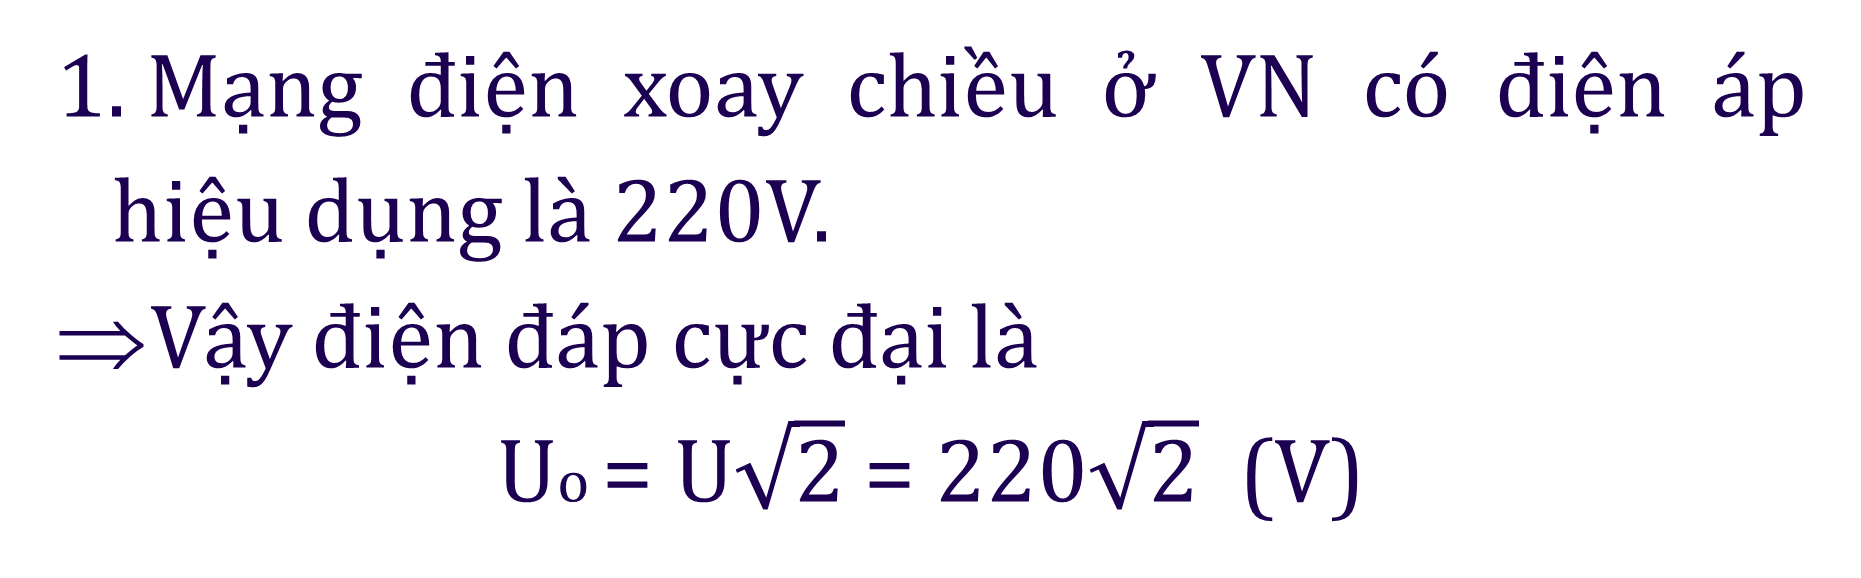 1. Mạng điện xoay chiều ở VN có điện áp
hiệu dụng là 220V.
⇒Vậy điện đáp cực đại là
U₀ = U√2 = 220√2 (V)